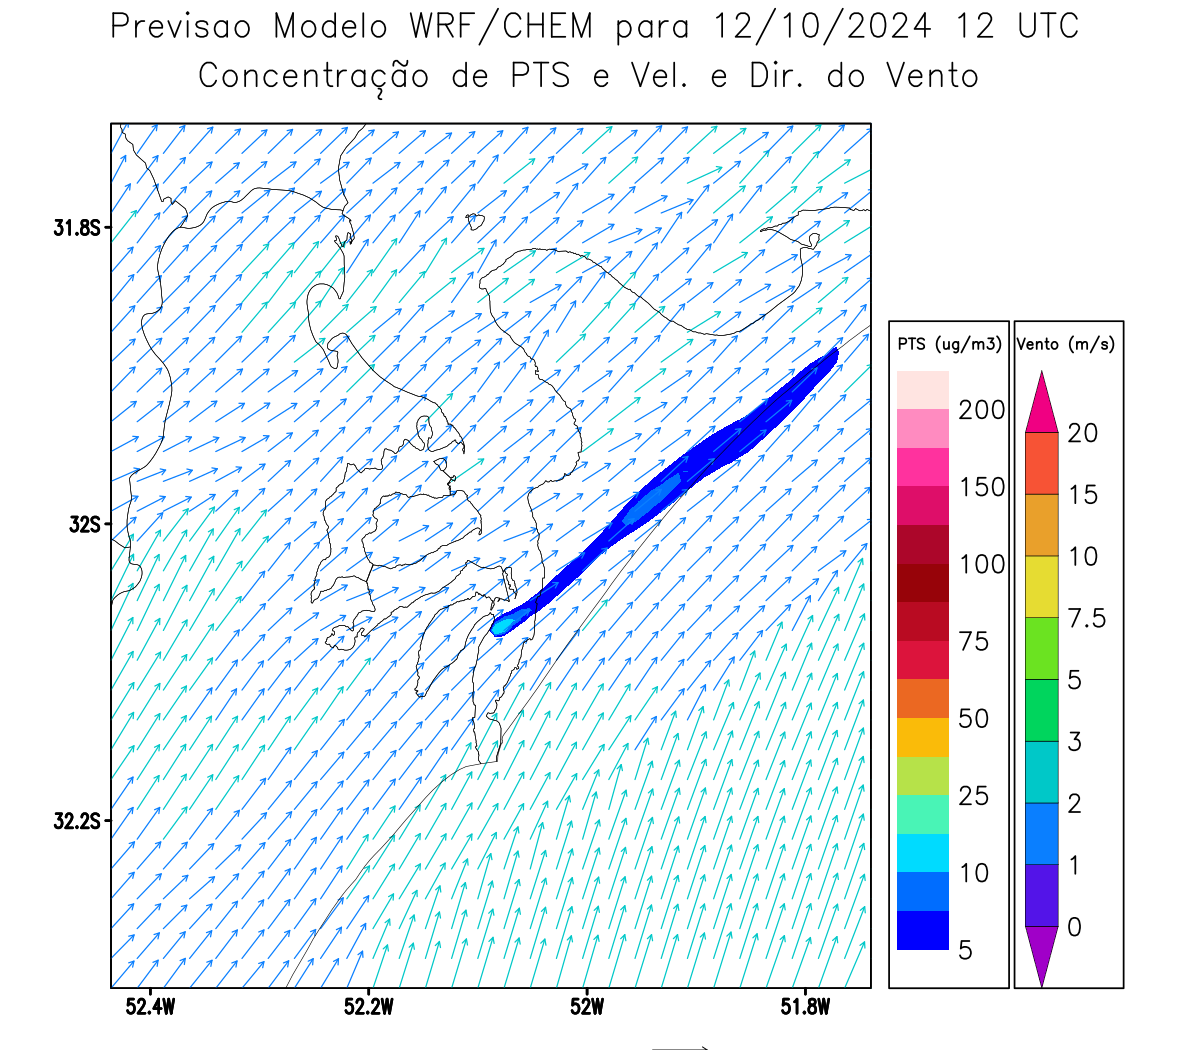 Previsao Modelo WRF/CHEM para 12/10/2024 12 UTC
Concentração de PTS e Vel. e Dir. do Vento
31.8S
32S
32.2S
52.4W 52.2W 52W 51.8W
PTS (ug/m3)
200
150
100
75
50
25
10
5
Vento (m/s)
20
15
10
7.5
5
3
2
1
0